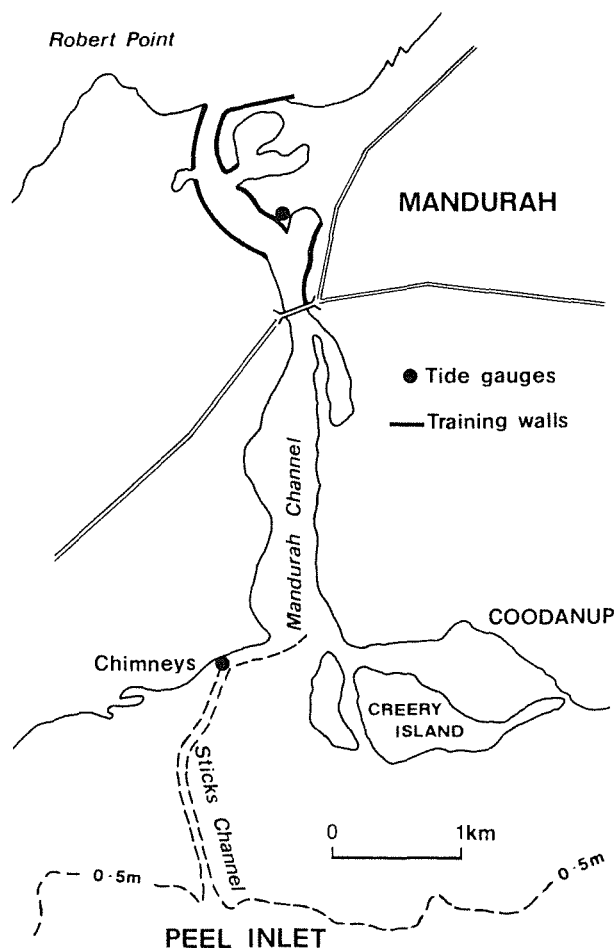 Robert Point
MANDURAH
Tide gauges
Training walls
Mandurah Channel
COODANUP
Chimneys
CREERY
ISLAND
Sticks Channel
0 1km
0·5m
0·5m
PEEL INLET